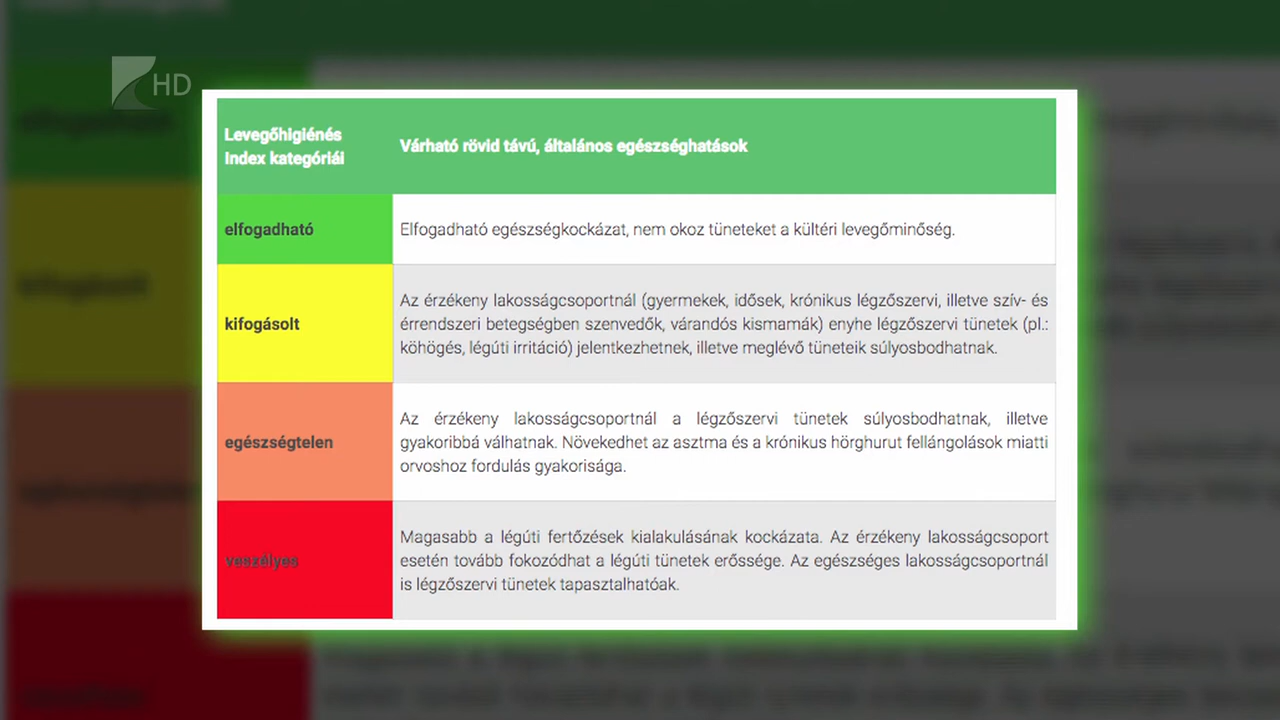 HD
Levegőhigiénés
Index kategóriái
Várható rövid távú, általános egészséghatások
elfogadható
Elfogadható egészségkockázat, nem okoz tüneteket a kültéri levegőminőség.
kifogásolt
Az érzékeny lakosságcsoportnál (gyermekek, idősek, krónikus légzőszervi, illetve szív- és
érrendszeri betegségben szenvedők, várandós kismamák) enyhe légzőszervi tünetek (pl.:
köhögés, légúti irritáció) jelentkezhetnek, illetve meglévő tüneteik súlyosbodhatnak.
egészségtelen
Az érzékeny lakosságcsoportnál a légzőszervi tünetek súlyosbodhatnak, illetve
gyakoribbá válhatnak. Növekedhet az asztma és a krónikus hörghurut fellángolások miatti
orvoshoz fordulás gyakorisága.
veszélyes
Magasabb a légúti fertőzések kialakulásának kockázata. Az érzékeny lakosságcsoport
esetén tovább fokozódhat a légúti tünetek erőssége. Az egészséges lakosságcsoportnál
is légzőszervi tünetek tapasztalhatóak.